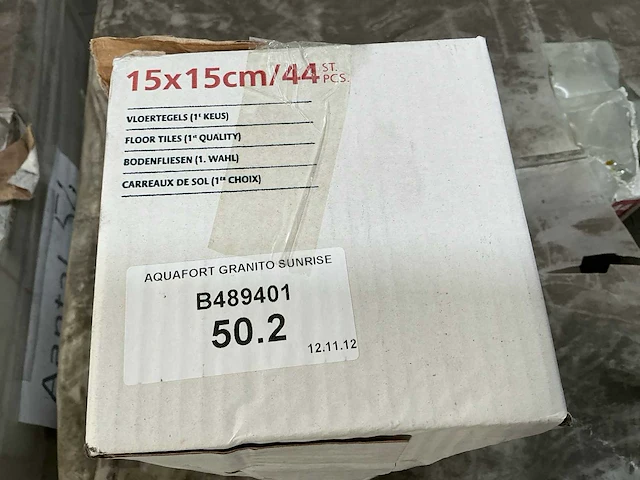 15x15cm/44 ST. PCS.
VLOERTEGELS (1ᵉ KEUS)
FLOOR TILES (1ˢᵗ QUALITY)
BODENFLIESEN (1. WAHL)
CARREAUX DE SOL (1ᵉʳ CHOIX)
AQUAFORT GRANITO SUNRISE
B489401
50.2
12.11.12
Aantal